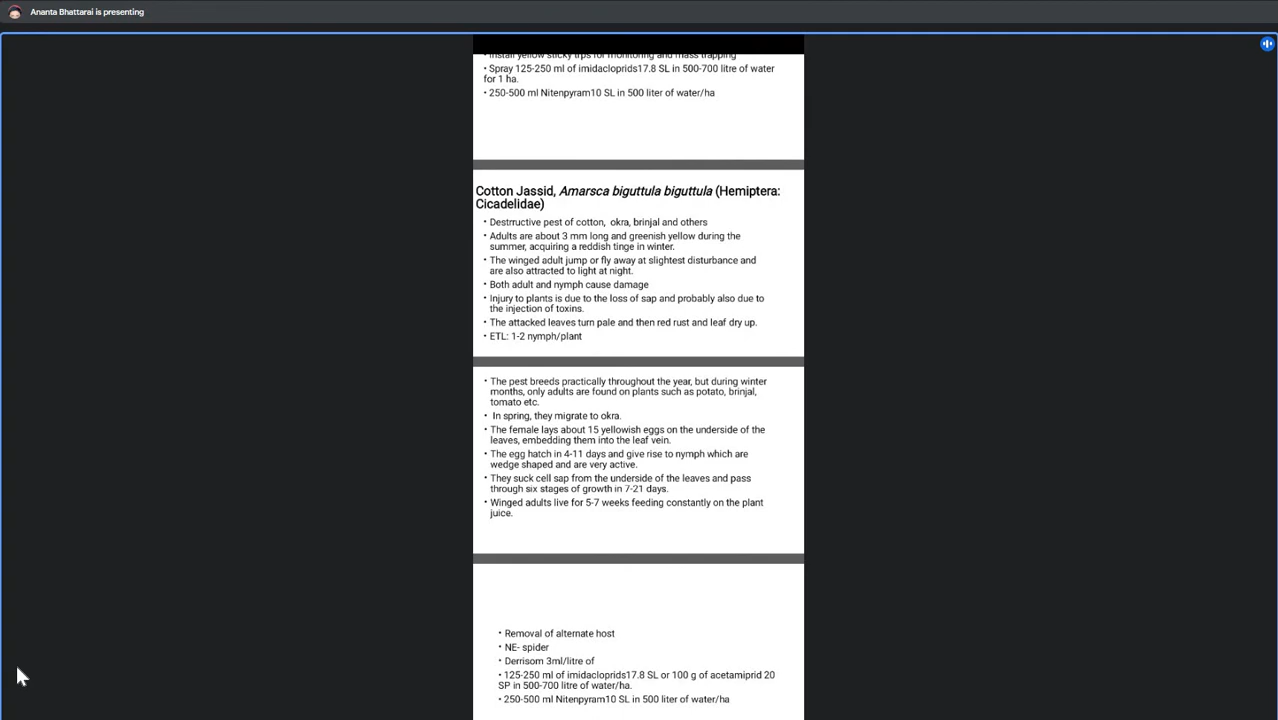 Ananta Bhattarai is presenting
• Install yellow sticky trps for monitoring and mass trapping
• Spray 125-250 ml of imidacloprids17.8 SL in 500-700 litre of water
for 1 ha.
• 250-500 ml Nitenpyram10 SL in 500 liter of water/ha
Cotton Jassid, Amarsca biguttula biguttula (Hemiptera:
Cicadelidae)
• Destrructive pest of cotton, okra, brinjal and others
• Adults are about 3 mm long and greenish yellow during the
summer, acquiring a reddish tinge in winter.
• The winged adult jump or fly away at slightest disturbance and
are also attracted to light at night.
• Both adult and nymph cause damage
• Injury to plants is due to the loss of sap and probably also due to
the injection of toxins.
• The attacked leaves turn pale and then red rust and leaf dry up.
• ETL: 1-2 nymph/plant
• The pest breeds practically throughout the year, but during winter
months, only adults are found on plants such as potato, brinjal,
tomato etc.
• In spring, they migrate to okra.
• The female lays about 15 yellowish eggs on the underside of the
leaves, embedding them into the leaf vein.
• The egg hatch in 4-11 days and give rise to nymph which are
wedge shaped and are very active.
• They suck cell sap from the underside of the leaves and pass
through six stages of growth in 7-21 days.
• Winged adults live for 5-7 weeks feeding constantly on the plant
juice.
• Removal of alternate host
• NE- spider
• Derrisom 3ml/litre of
• 125-250 ml of imidacloprids17.8 SL or 100 g of acetamiprid 20
SP in 500-700 litre of water/ha.
• 250-500 ml Nitenpyram10 SL in 500 liter of water/ha